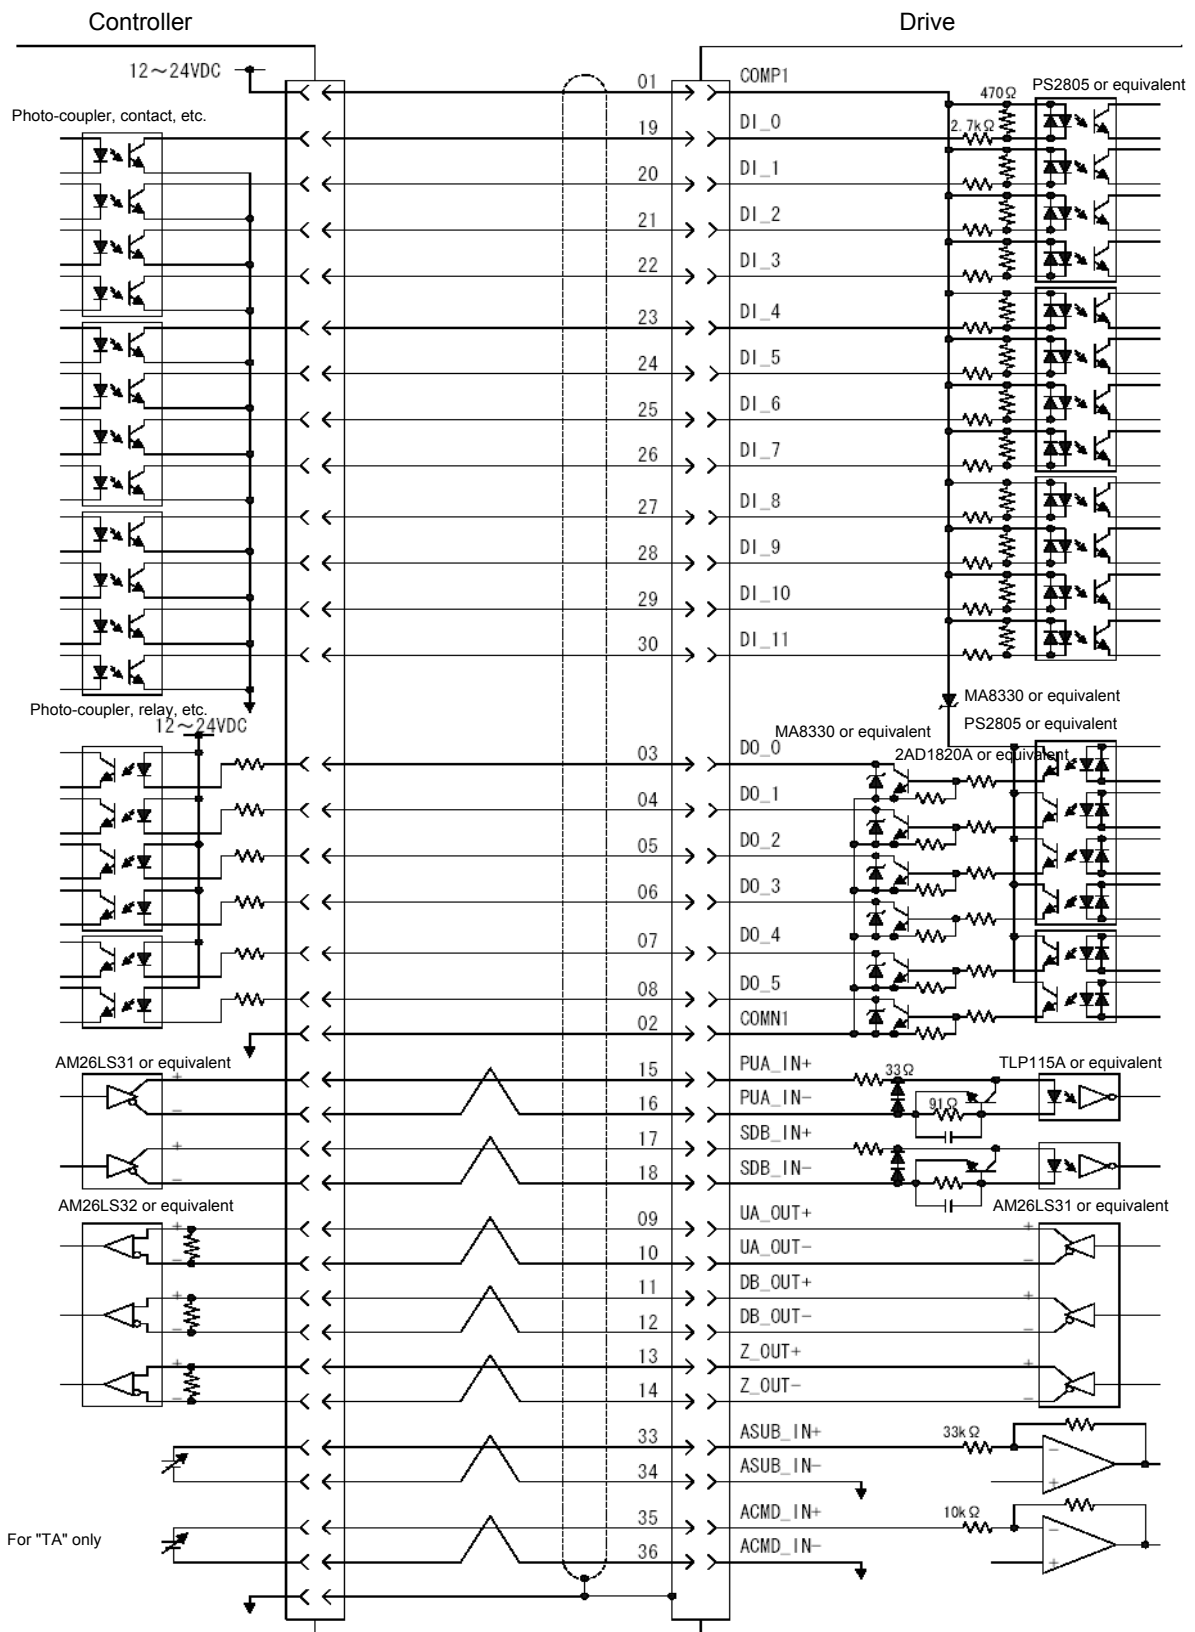 Controller
Drive
12~24VDC
01
COMP1
PS2805 or equivalent
470Ω
Photo-coupler, contact, etc.
19
DI_0
2.7kΩ
20
DI_1
21
DI_2
22
DI_3
23
DI_4
24
DI_5
25
DI_6
26
DI_7
27
DI_8
28
DI_9
29
DI_10
30
DI_11
MA8330 or equivalent
Photo-coupler, relay, etc.
12~24VDC
MA8330 or equivalent
PS2805 or equivalent
03
DO_0
2AD1820A or equivalent
04
DO_1
05
DO_2
06
DO_3
07
DO_4
08
DO_5
02
COMN1
AM26LS31 or equivalent
TLP115A or equivalent
+
15
PUA_IN+
33Ω
−
16
PUA_IN−
91Ω
+
17
SDB_IN+
−
18
SDB_IN−
AM26LS32 or equivalent
AM26LS31 or equivalent
+
09
UA_OUT+
+
−
10
UA_OUT−
−
+
11
DB_OUT+
+
−
12
DB_OUT−
−
+
13
Z_OUT+
+
−
14
Z_OUT−
−
33
ASUB_IN+
33kΩ
−
34
ASUB_IN−
+
35
ACMD_IN+
10kΩ
−
For "TA" only
36
ACMD_IN−
+